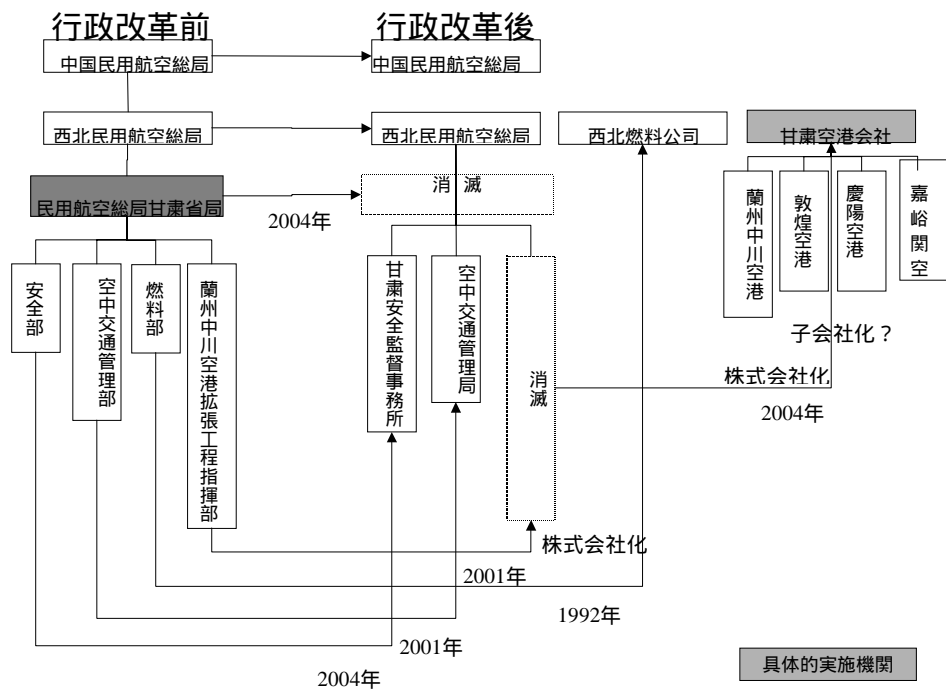 行政改革前
行政改革後
中国民用航空総局
中国民用航空総局
西北民用航空総局
西北民用航空総局
西北燃料公司
甘粛空港会社
民用航空総局甘粛省局
消 滅
2004年
蘭州中川空港
敦煌空港
慶陽空港
嘉峪関空
安全部
空中交通管理部
燃料部
蘭州中川空港拡張工程指揮部
甘粛安全監督事務所
空中交通管理局
消滅
子会社化？
株式会社化
2004年
株式会社化
2001年
1992年
2001年
2004年
具体的実施機関